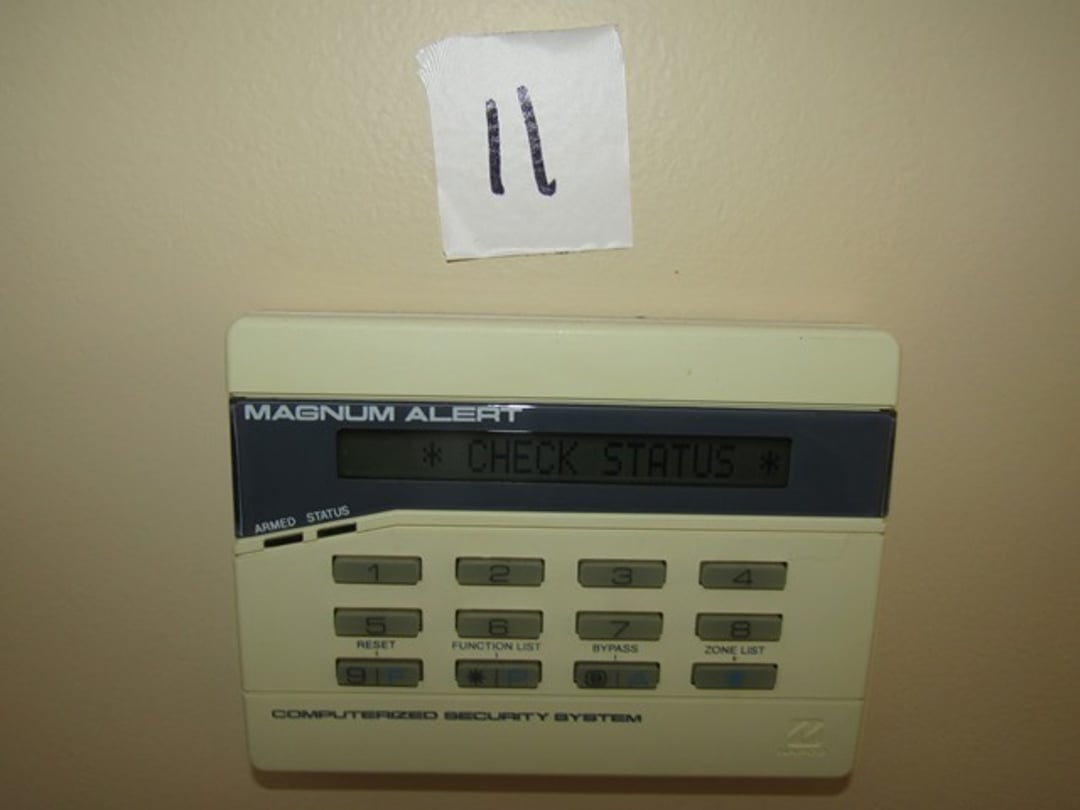 11
MAGNUM ALERT
* CHECK STATUS *
ARMED STATUS
1 2 3 4
5 6 7 8
RESET FUNCTION LIST BYPASS ZONE LIST
9 F * P A
COMPUTERIZED SECURITY SYSTEM